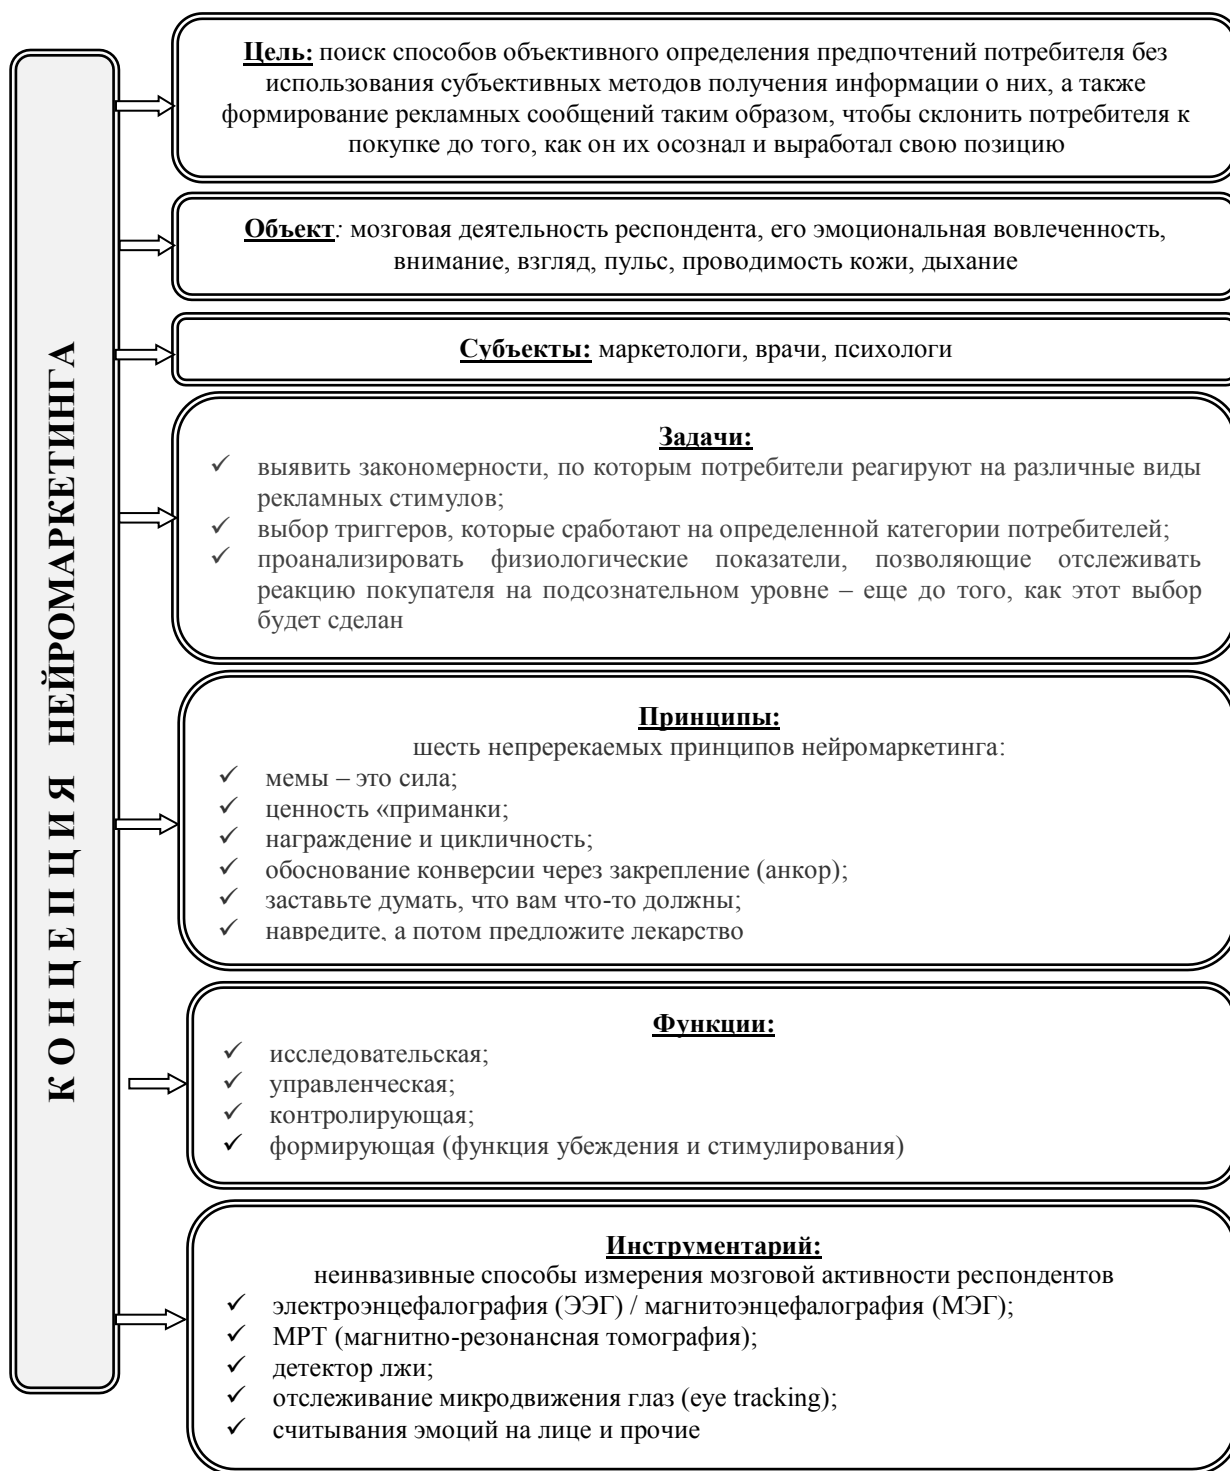 КОНЦЕПЦИЯ НЕЙРОМАРКЕТИНГА
Цель: поиск способов объективного определения предпочтений потребителя без
использования субъективных методов получения информации о них, а также
формирование рекламных сообщений таким образом, чтобы склонить потребителя к
покупке до того, как он их осознал и выработал свою позицию
Объект: мозговая деятельность респондента, его эмоциональная вовлеченность,
внимание, взгляд, пульс, проводимость кожи, дыхание
Субъекты: маркетологи, врачи, психологи
Задачи:
✓ выявить закономерности, по которым потребители реагируют на различные виды
рекламных стимулов;
✓ выбор триггеров, которые сработают на определенной категории потребителей;
✓ проанализировать физиологические показатели, позволяющие отслеживать
реакцию покупателя на подсознательном уровне – еще до того, как этот выбор
будет сделан
Принципы:
шесть непререкаемых принципов нейромаркетинга:
✓ мемы – это сила;
✓ ценность «приманки;
✓ награждение и цикличность;
✓ обоснование конверсии через закрепление (анкор);
✓ заставьте думать, что вам что-то должны;
✓ навредите, а потом предложите лекарство
Функции:
✓ исследовательская;
✓ управленческая;
✓ контролирующая;
✓ формирующая (функция убеждения и стимулирования)
Инструментарий:
неинвазивные способы измерения мозговой активности респондентов
✓ электроэнцефалография (ЭЭГ) / магнитоэнцефалография (МЭГ);
✓ МРТ (магнитно-резонансная томография);
✓ детектор лжи;
✓ отслеживание микродвижения глаз (eye tracking);
✓ считывания эмоций на лице и прочие